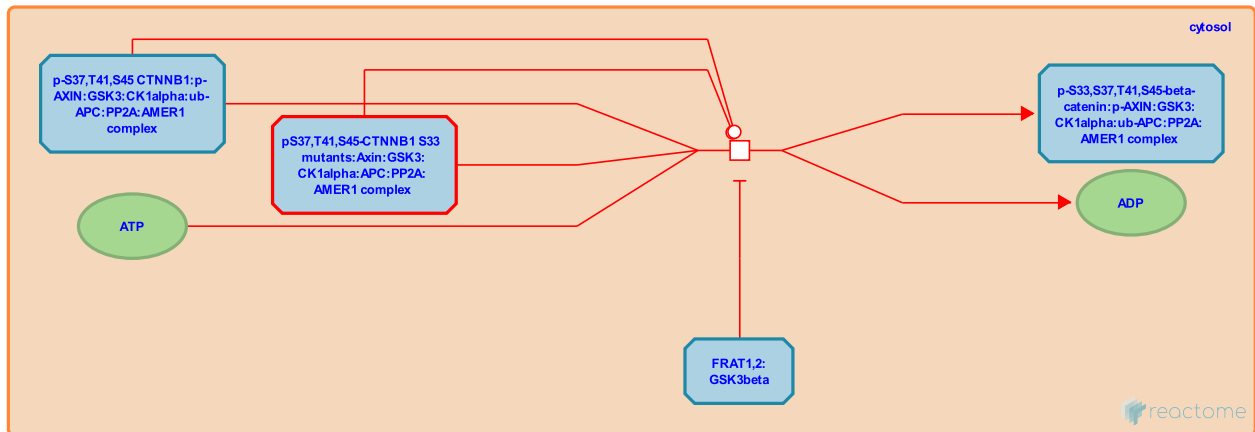 cytosol
p-S37,T41,S45 CTNNB1:p-
AXIN:GSK3:CK1alpha:ub-
APC:PP2A:AMER1
complex
pS37,T41,S45-CTNNB1 S33
mutants:Axin:GSK3:
CK1alpha:APC:PP2A:
AMER1 complex
ATP
p-S33,S37,T41,S45-beta-
catenin:p-AXIN:GSK3:
CK1alpha:ub-APC:PP2A:
AMER1 complex
ADP
FRAT1,2:
GSK3beta
reactome